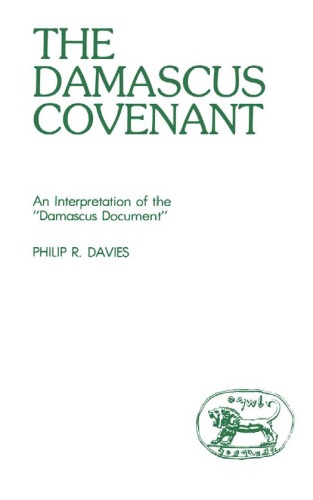 THE
DAMASCUS
COVENANT
An Interpretation of the
"Damascus Document"
PHILIP R. DAVIES